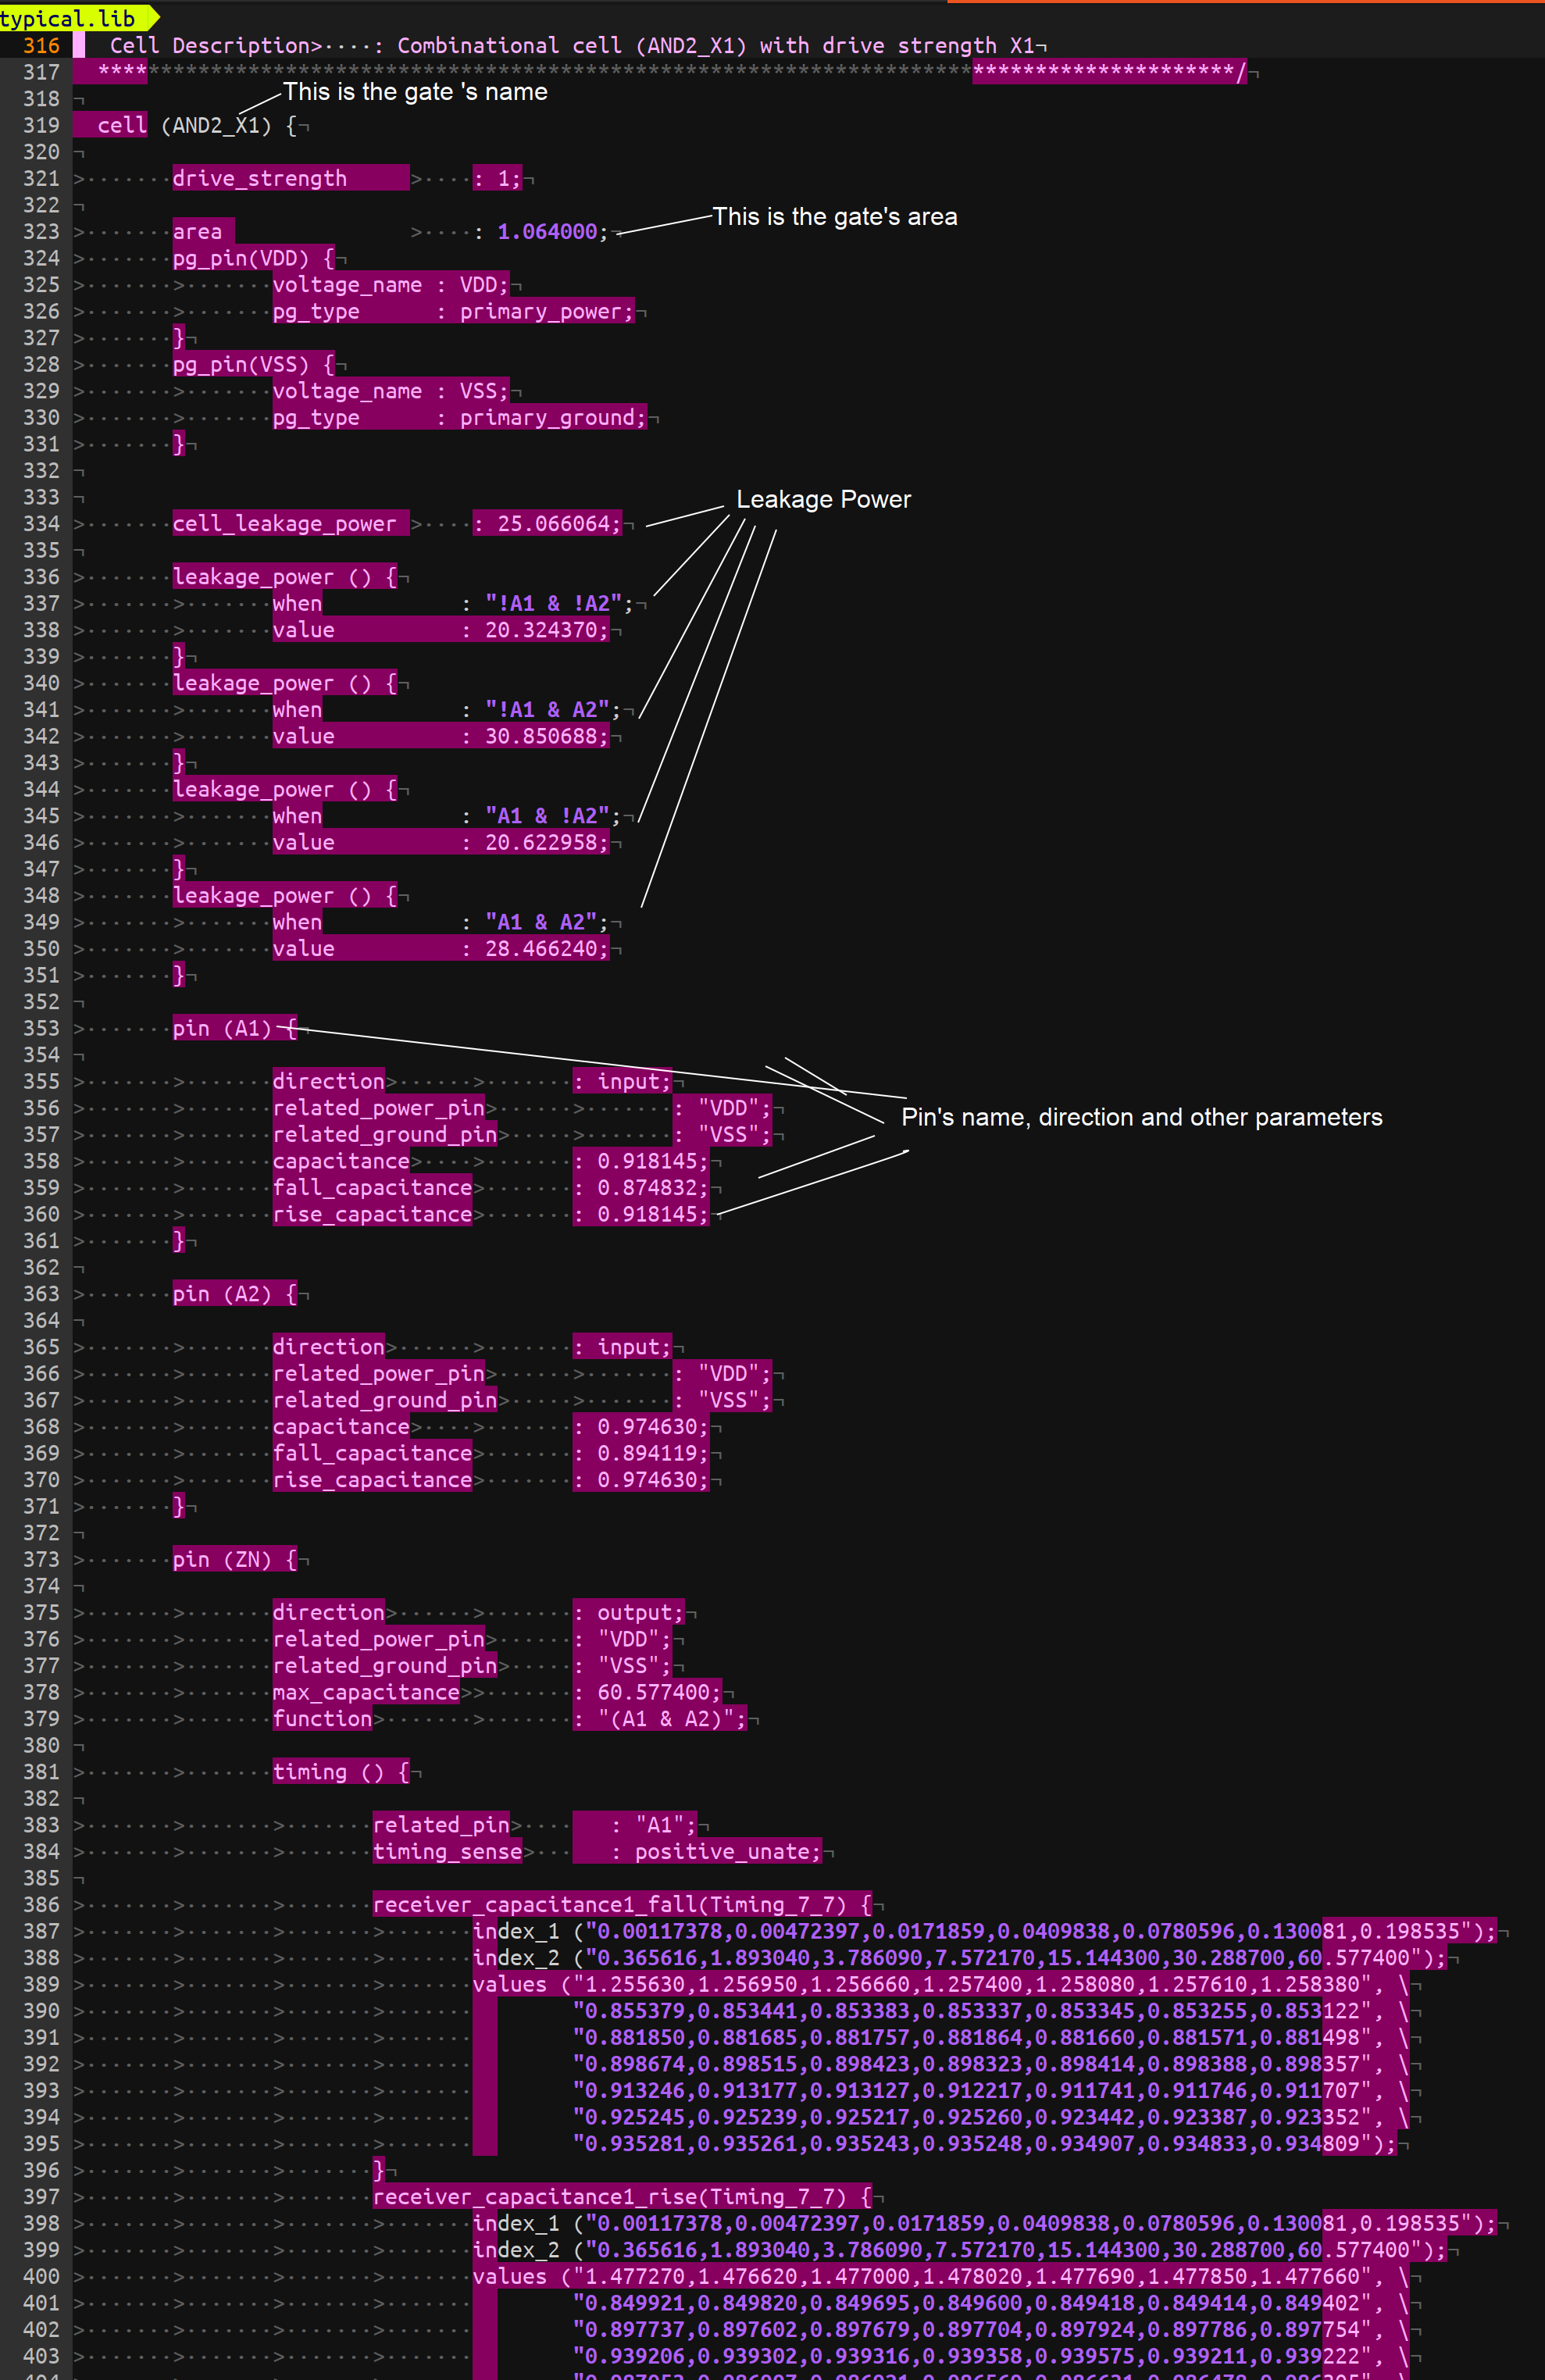 typical.lib
316 Cell Description>····: Combinational cell (AND2_X1) with drive strength X1¬
317 *******************************************************************************************/¬
This is the gate 's name
318 ¬
319 cell (AND2_X1) {¬
320 ¬
321 >·······drive_strength >····: 1;¬
This is the gate's area
322 ¬
323 >·······area >····: 1.064000;¬
324 >·······pg_pin(VDD) {¬
325 >·······>·······voltage_name : VDD;¬
326 >·······>·······pg_type : primary_power;¬
327 >·······}¬
328 >·······pg_pin(VSS) {¬
329 >·······>·······voltage_name : VSS;¬
330 >·······>·······pg_type : primary_ground;¬
331 >·······}¬
332 ¬
333 ¬
Leakage Power
334 >·······cell_leakage_power >····: 25.066064;¬
335 ¬
336 >·······leakage_power () {¬
337 >·······>·······when : "!A1 & !A2";¬
338 >·······>·······value : 20.324370;¬
339 >·······}¬
340 >·······leakage_power () {¬
341 >·······>·······when : "!A1 & A2";¬
342 >·······>·······value : 30.850688;¬
343 >·······}¬
344 >·······leakage_power () {¬
345 >·······>·······when : "A1 & !A2";¬
346 >·······>·······value : 20.622958;¬
347 >·······}¬
348 >·······leakage_power () {¬
349 >·······>·······when : "A1 & A2";¬
350 >·······>·······value : 28.466240;¬
351 >·······}¬
352 ¬
353 >·······pin (A1) {¬
354 ¬
355 >·······>·······direction>······>·······: input;¬
356 >·······>·······related_power_pin>······>·······: "VDD";¬
Pin's name, direction and other parameters
357 >·······>·······related_ground_pin>·····>·······: "VSS";¬
358 >·······>·······capacitance>····>·······: 0.918145;¬
359 >·······>·······fall_capacitance>·······: 0.874832;¬
360 >·······>·······rise_capacitance>·······: 0.918145;¬
361 >·······}¬
362 ¬
363 >·······pin (A2) {¬
364 ¬
365 >·······>·······direction>······>·······: input;¬
366 >·······>·······related_power_pin>······>·······: "VDD";¬
367 >·······>·······related_ground_pin>·····>·······: "VSS";¬
368 >·······>·······capacitance>····>·······: 0.974630;¬
369 >·······>·······fall_capacitance>·······: 0.894119;¬
370 >·······>·······rise_capacitance>·······: 0.974630;¬
371 >·······}¬
372 ¬
373 >·······pin (ZN) {¬
374 ¬
375 >·······>·······direction>······>·······: output;¬
376 >·······>·······related_power_pin>······: "VDD";¬
377 >·······>·······related_ground_pin>·····: "VSS";¬
378 >·······>·······max_capacitance>>·······: 60.577400;¬
379 >·······>·······function>·······>·······: "(A1 & A2)";¬
380 ¬
381 >·······>·······timing () {¬
382 ¬
383 >·······>·······>·······related_pin>···· : "A1";¬
384 >·······>·······>·······timing_sense>··· : positive_unate;¬
385 ¬
386 >·······>·······>·······receiver_capacitance1_fall(Timing_7_7) {¬
387 >·······>·······>·······>·······index_1 ("0.00117378,0.00472397,0.0171859,0.0409838,0.0780596,0.130081,0.198535");¬
388 >·······>·······>·······>·······index_2 ("0.365616,1.893040,3.786090,7.572170,15.144300,30.288700,60.577400");¬
389 >·······>·······>·······>·······values ("1.255630,1.256950,1.256660,1.257400,1.258080,1.257610,1.258380", \¬
390 >·······>·······>·······>······· "0.855379,0.853441,0.853383,0.853337,0.853345,0.853255,0.853122", \¬
391 >·······>·······>·······>······· "0.881850,0.881685,0.881757,0.881864,0.881660,0.881571,0.881498", \¬
392 >·······>·······>·······>······· "0.898674,0.898515,0.898423,0.898323,0.898414,0.898388,0.898357", \¬
393 >·······>·······>·······>······· "0.913246,0.913177,0.913127,0.912217,0.911741,0.911746,0.911707", \¬
394 >·······>·······>·······>······· "0.925245,0.925239,0.925217,0.925260,0.923442,0.923387,0.923352", \¬
395 >·······>·······>·······>······· "0.935281,0.935261,0.935243,0.935248,0.934907,0.934833,0.934809");¬
396 >·······>·······>·······}¬
397 >·······>·······>·······receiver_capacitance1_rise(Timing_7_7) {¬
398 >·······>·······>·······>·······index_1 ("0.00117378,0.00472397,0.0171859,0.0409838,0.0780596,0.130081,0.198535");¬
399 >·······>·······>·······>·······index_2 ("0.365616,1.893040,3.786090,7.572170,15.144300,30.288700,60.577400");¬
400 >·······>·······>·······>·······values ("1.477270,1.476620,1.477000,1.478020,1.477690,1.477850,1.477660", \¬
401 >·······>·······>·······>······· "0.849921,0.849820,0.849695,0.849600,0.849418,0.849414,0.849402", \¬
402 >·······>·······>·······>······· "0.897737,0.897602,0.897679,0.897704,0.897924,0.897786,0.897754", \¬
403 >·······>·······>·······>······· "0.939206,0.939302,0.939316,0.939358,0.939575,0.939211,0.939222", \¬